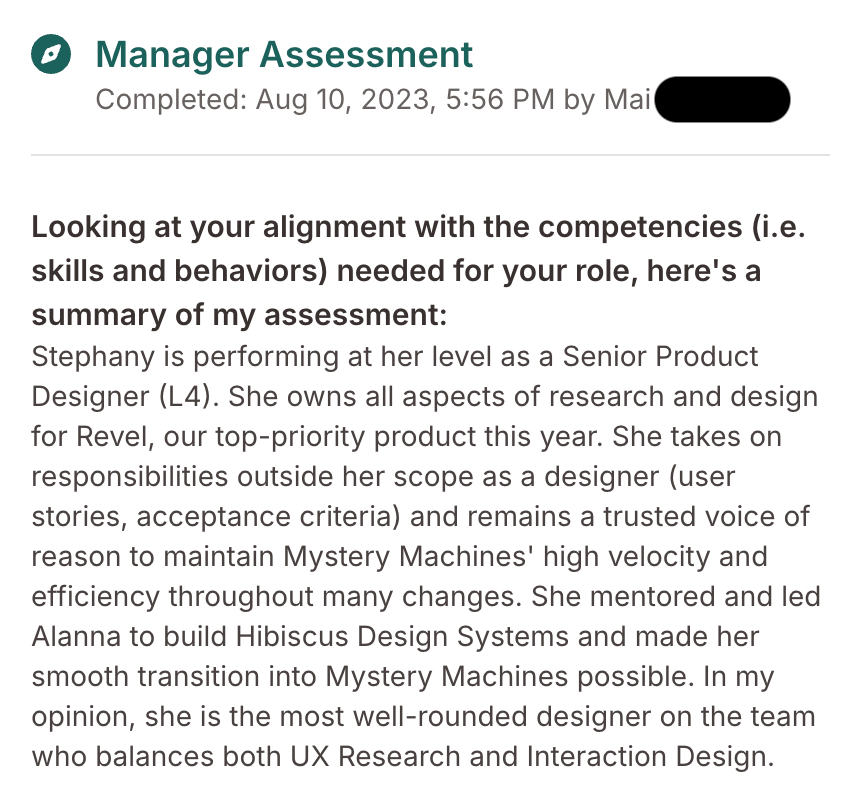 Manager Assessment
Completed: Aug 10, 2023, 5:56 PM by Mai
Looking at your alignment with the competencies (i.e.
skills and behaviors) needed for your role, here's a
summary of my assessment:
Stephany is performing at her level as a Senior Product
Designer (L4). She owns all aspects of research and design
for Revel, our top-priority product this year. She takes on
responsibilities outside her scope as a designer (user
stories, acceptance criteria) and remains a trusted voice of
reason to maintain Mystery Machines' high velocity and
efficiency throughout many changes. She mentored and led
Alanna to build Hibiscus Design Systems and made her
smooth transition into Mystery Machines possible. In my
opinion, she is the most well-rounded designer on the team
who balances both UX Research and Interaction Design.